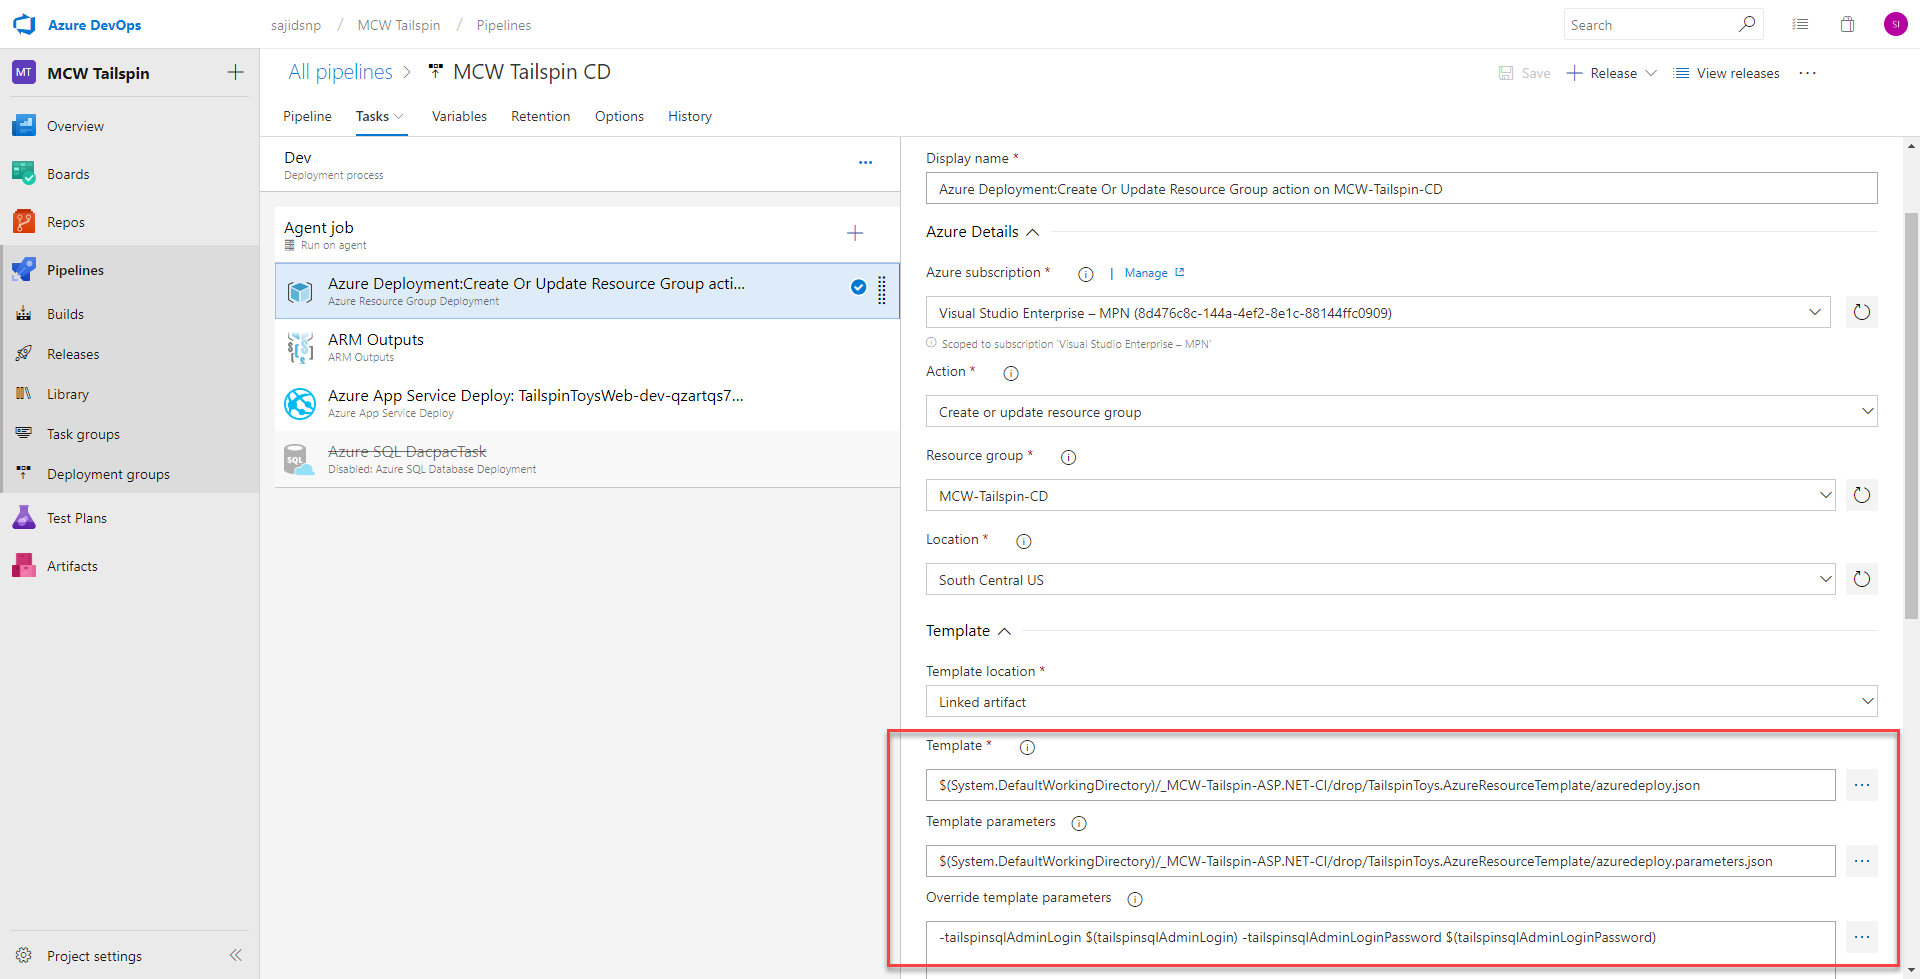 Azure DevOps
sajidsnp / MCW Tailspin / Pipelines
Search
SI
MT MCW Tailspin
Overview
Boards
Repos
Pipelines
Builds
Releases
Library
Task groups
Deployment groups
Test Plans
Artifacts
Project settings
All pipelines > MCW Tailspin CD
Save
Release
View releases
Pipeline
Tasks
Variables
Retention
Options
History
Dev
Deployment process
Agent job
Run on agent
Azure Deployment:Create Or Update Resource Group acti...
Azure Resource Group Deployment
ARM Outputs
ARM Outputs
Azure App Service Deploy: TailspinToysWeb-dev-qzartqs7...
Azure App Service Deploy
SQL
Azure SQL DacpacTask
Disabled: Azure SQL Database Deployment
Display name *
Azure Deployment:Create Or Update Resource Group action on MCW-Tailspin-CD
Azure Details
Azure subscription * | Manage
Visual Studio Enterprise – MPN (8d476c8c-144a-4ef2-8e1c-88144ffc0909)
Scoped to subscription 'Visual Studio Enterprise – MPN'
Action *
Create or update resource group
Resource group *
MCW-Tailspin-CD
Location *
South Central US
Template
Template location *
Linked artifact
Template *
$(System.DefaultWorkingDirectory)/_MCW-Tailspin-ASP.NET-CI/drop/TailspinToys.AzureResourceTemplate/azuredeploy.json
Template parameters
$(System.DefaultWorkingDirectory)/_MCW-Tailspin-ASP.NET-CI/drop/TailspinToys.AzureResourceTemplate/azuredeploy.parameters.json
Override template parameters
-tailspinsqlAdminLogin $(tailspinsqlAdminLogin) -tailspinsqlAdminLoginPassword $(tailspinsqlAdminLoginPassword)